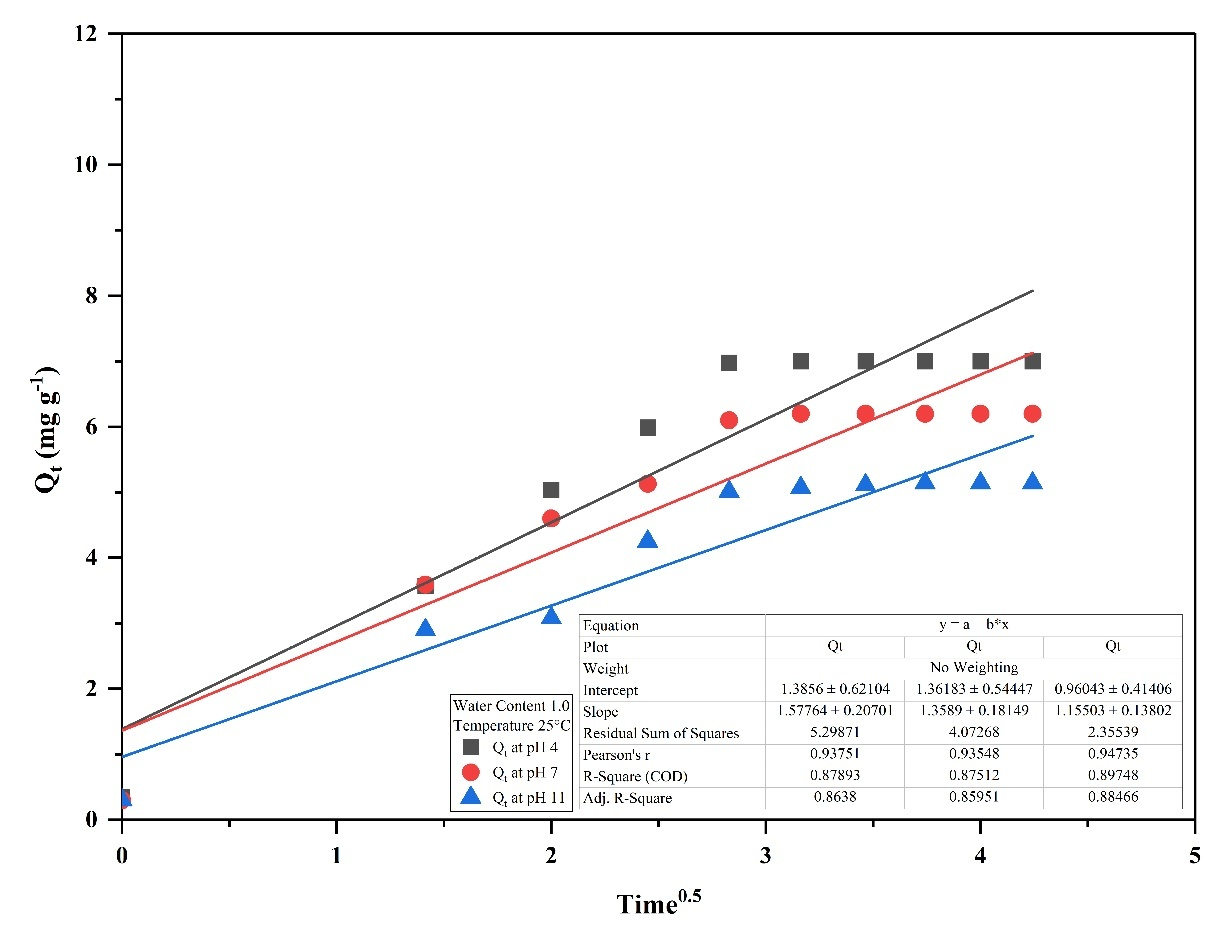 12
10
8
6
4
2
0
Qt (mg g-1)
0 1 2 3 4 5
Time0.5
Water Content 1.0
Temperature 25°C
Qt at pH 4
Qt at pH 7
Qt at pH 11
Equation y = a b*x
Plot Qt Qt Qt
Weight No Weighting
Intercept 1.3856 ± 0.62104 1.36183 ± 0.54447 0.96043 ± 0.41406
Slope 1.57764 ± 0.20701 1.3589 ± 0.18149 1.15503 ± 0.13802
Residual Sum of Squares 5.29871 4.07268 2.35539
Pearson's r 0.93751 0.93548 0.94735
R-Square (COD) 0.87893 0.87512 0.89748
Adj. R-Square 0.8638 0.85951 0.88466